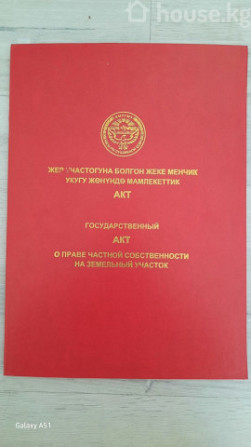 house.kg
ЖЕР УЧАСТОГУНА БОЛГОН ЖЕКЕ МЕНЧИК
УКУГУ ЖӨНҮНДӨ МАМЛЕКЕТТИК
АКТ
ГОСУДАРСТВЕННЫЙ
АКТ
О ПРАВЕ ЧАСТНОЙ СОБСТВЕННОСТИ
НА ЗЕМЕЛЬНЫЙ УЧАСТОК
Galaxy A51